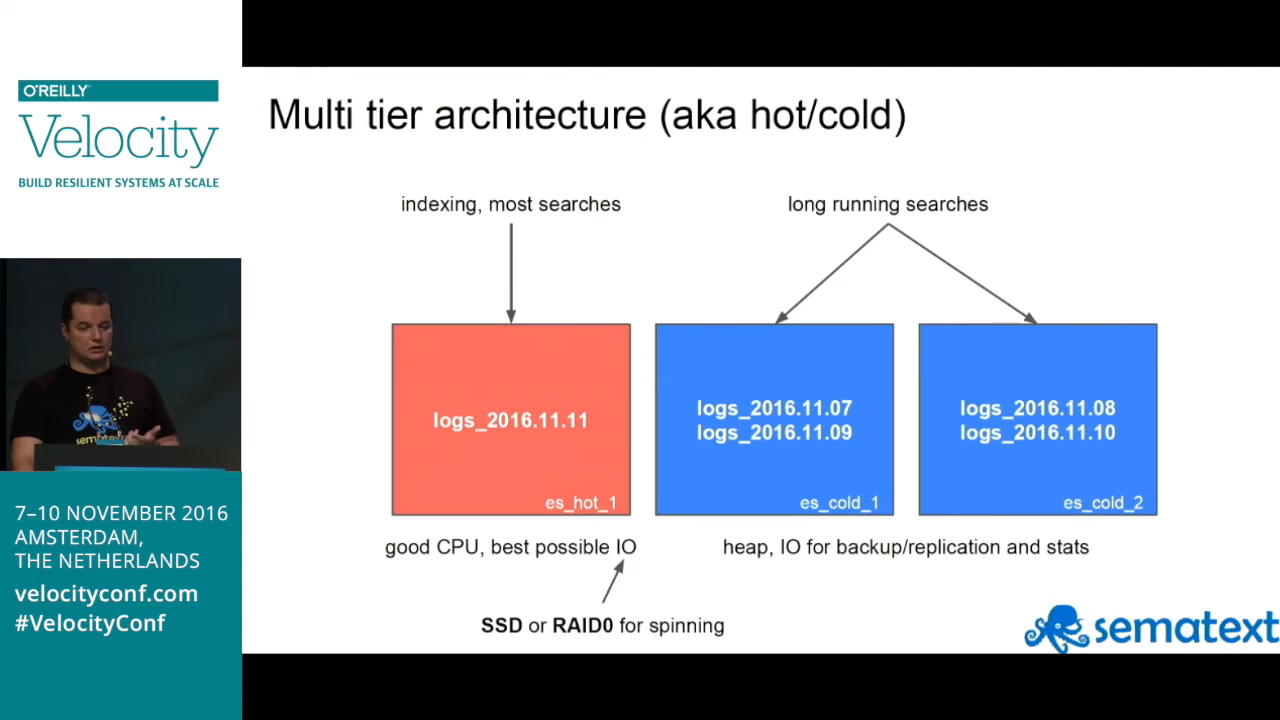 O'REILLY
Velocity
BUILD RESILIENT SYSTEMS AT SCALE
sematext
7–10 NOVEMBER 2016
AMSTERDAM,
THE NETHERLANDS
velocityconf.com
#VelocityConf
Multi tier architecture (aka hot/cold)
indexing, most searches
long running searches
logs_2016.11.11
es_hot_1
logs_2016.11.07
logs_2016.11.09
es_cold_1
logs_2016.11.08
logs_2016.11.10
es_cold_2
good CPU, best possible IO
heap, IO for backup/replication and stats
SSD or RAID0 for spinning
sematext